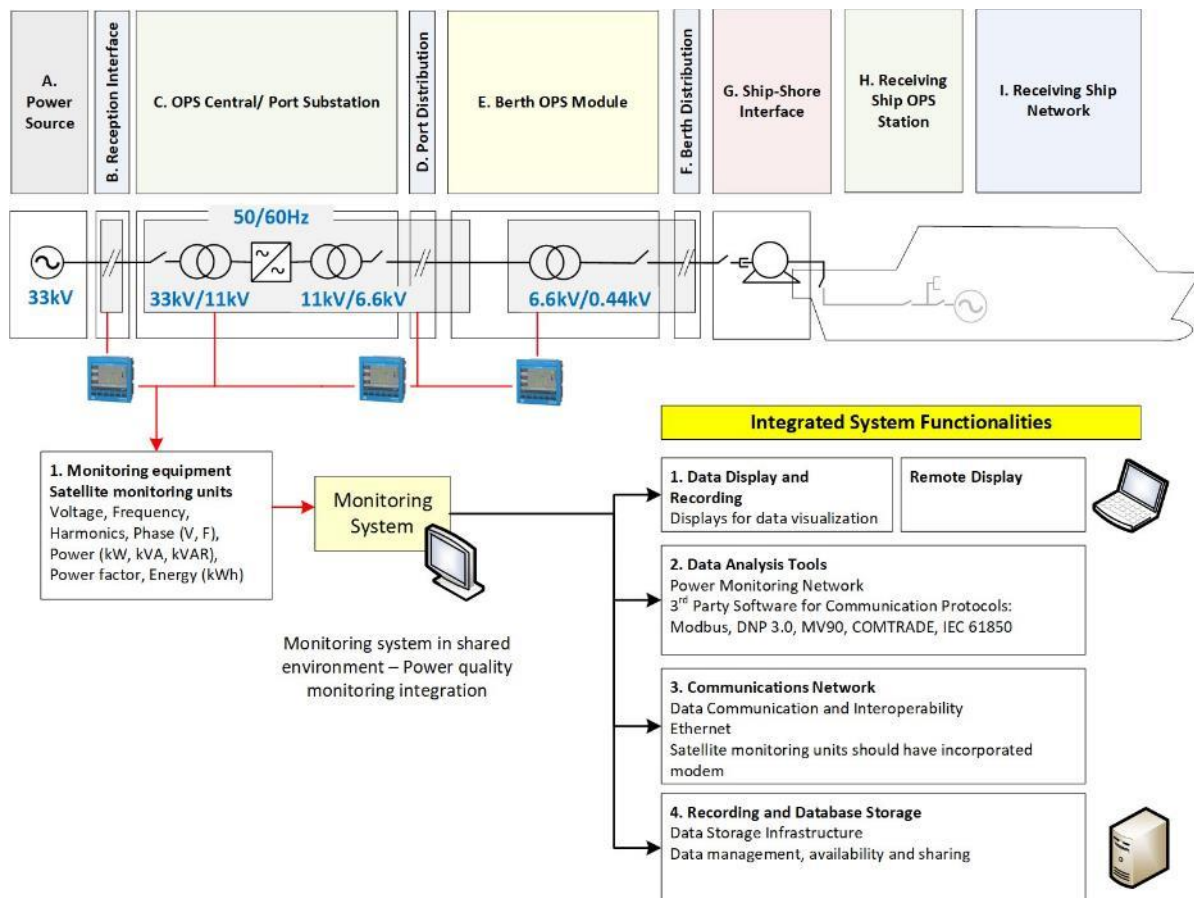 A.
Power
Source
B. Reception Interface
C. OPS Central/ Port Substation
D. Port Distribution
E. Berth OPS Module
F. Berth Distribution
G. Ship-Shore
Interface
H. Receiving
Ship OPS
Station
I. Receiving Ship
Network
50/60Hz
33kV
33kV/11kV
11kV/6.6kV
6.6kV/0.44kV
1. Monitoring equipment
Satellite monitoring units
Voltage, Frequency,
Harmonics, Phase (V, F),
Power (kW, kVA, kVAR),
Power factor, Energy (kWh)
Monitoring
System
Monitoring system in shared
environment – Power quality
monitoring integration
Integrated System Functionalities
1. Data Display and
Recording
Displays for data visualization
Remote Display
2. Data Analysis Tools
Power Monitoring Network
3rd Party Software for Communication Protocols:
Modbus, DNP 3.0, MV90, COMTRADE, IEC 61850
3. Communications Network
Data Communication and Interoperability
Ethernet
Satellite monitoring units should have incorporated
modem
4. Recording and Database Storage
Data Storage Infrastructure
Data management, availability and sharing